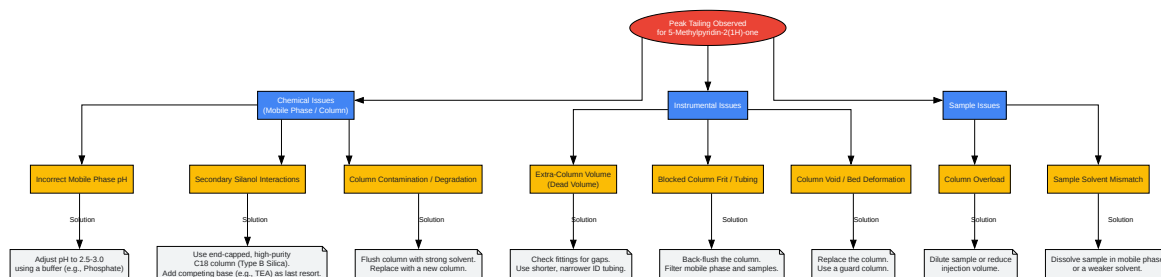 Peak Tailing Observed
for 5-Methylpyridin-2(1H)-one
Chemical Issues
(Mobile Phase / Column)
Instrumental Issues
Sample Issues
Incorrect Mobile Phase pH
Secondary Silanol Interactions
Column Contamination / Degradation
Extra-Column Volume
(Dead Volume)
Blocked Column Frit / Tubing
Column Void / Bed Deformation
Column Overload
Sample Solvent Mismatch
Solution
Solution
Solution
Solution
Solution
Solution
Solution
Solution
Adjust pH to 2.5-3.0
using a buffer (e.g., Phosphate)
Use end-capped, high-purity
C18 column (Type B Silica).
Add competing base (e.g., TEA) as last resort.
Flush column with strong solvent.
Replace with a new column.
Check fittings for gaps.
Use shorter, narrower ID tubing.
Back-flush the column.
Filter mobile phase and samples.
Replace the column.
Use a guard column.
Dilute sample or reduce
injection volume.
Dissolve sample in mobile phase
or a weaker solvent.